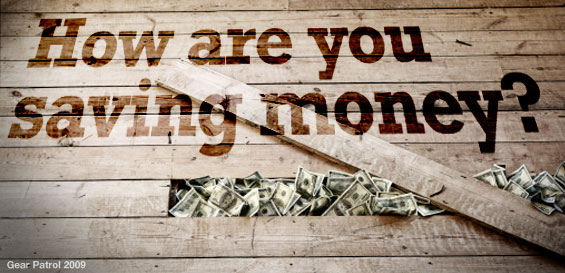 How are you
saving money?
Gear Patrol 2009